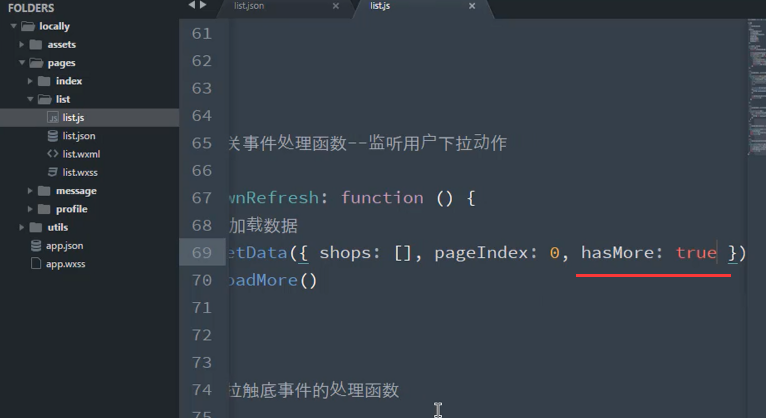 FOLDERS
locally
assets
pages
index
list
list.js
list.json
list.wxml
list.wxss
message
profile
utils
app.json
app.wxss
list.json
list.js
61
62
63
64
65 关事件处理函数--监听用户下拉动作
66
67 wnRefresh: function () {
68 加载数据
69 etData({ shops: [], pageIndex: 0, hasMore: true })
70 oadMore()
71
72
73
74 拉触底事件的处理函数
75